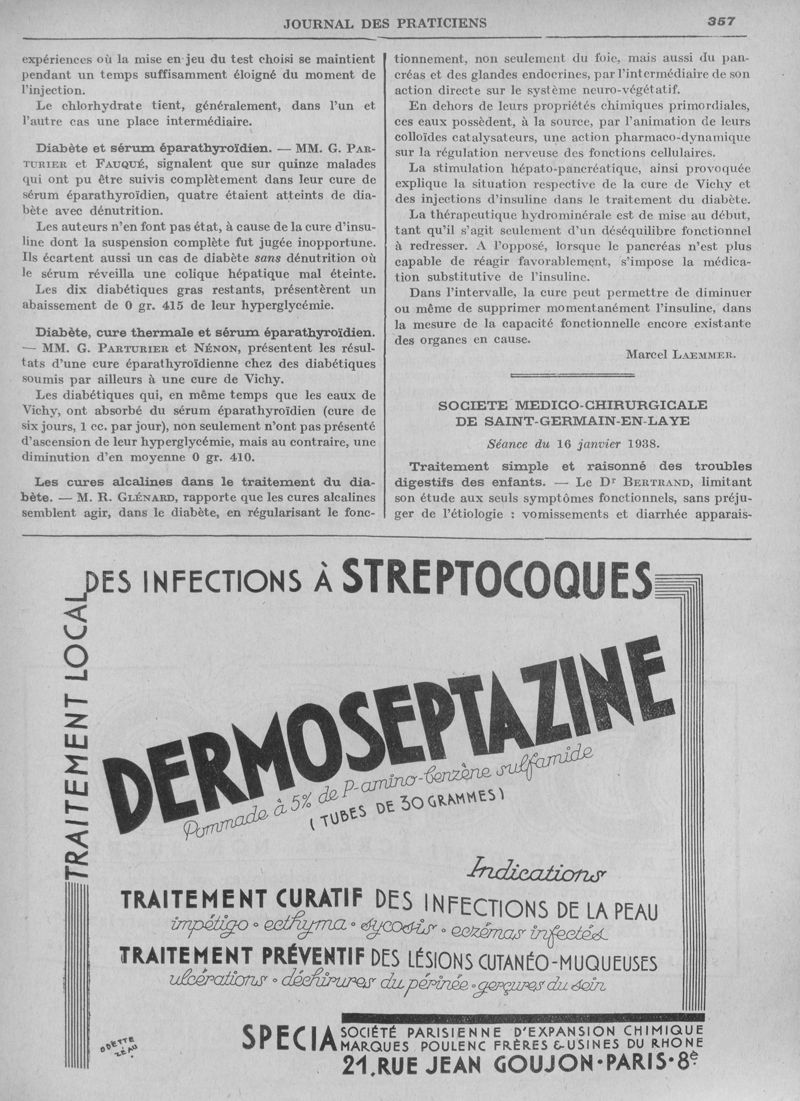 JOURNAL DES PRATICIENS
357
expériences où la mise en jeu du test choisi se maintient
pendant un temps suffisamment éloigné du moment de
l'injection.
Le chlorhydrate tient, généralement, dans l'un et
l'autre cas une place intermédiaire.
Diabète et sérum éparathyroïdien. — MM. G. PAR-
TURIER et FAUQUÉ, signalent que sur quinze malades
qui ont pu être suivis complètement dans leur cure de
sérum éparathyroïdien, quatre étaient atteints de dia-
bète avec dénutrition.
Les auteurs n'en font pas état, à cause de la cure d'insu-
line dont la suspension complète fut jugée inopportune.
Ils écartent aussi un cas de diabète sans dénutrition où
le sérum réveilla une colique hépatique mal éteinte.
Les dix diabétiques gras restants, présentèrent un
abaissement de 0 gr. 415 de leur hyperglycémie.
Diabète, cure thermale et sérum éparathyroïdien.
— MM. G. PARTURIER et NÉNON, présentent les résul-
tats d'une cure éparathyroïdienne chez des diabétiques
soumis par ailleurs à une cure de Vichy.
Les diabétiques qui, en même temps que les eaux de
Vichy, ont absorbé du sérum éparathyroïdien (cure de
six jours, 1 cc. par jour), non seulement n'ont pas présenté
d'ascension de leur hyperglycémie, mais au contraire, une
diminution d'en moyenne 0 gr. 410.
Les cures alcalines dans le traitement du dia-
bète. — M. R. GLÉNARD, rapporte que les cures alcalines
semblent agir, dans le diabète, en régularisant le fonc-
tionnement, non seulement du foie, mais aussi du pan-
créas et des glandes endocrines, par l'intermédiaire de son
action directe sur le système neuro-végétatif.
En dehors de leurs propriétés chimiques primordiales,
ces eaux possèdent, à la source, par l'animation de leurs
colloïdes catalysateurs, une action pharmaco-dynamique
sur la régulation nerveuse des fonctions cellulaires.
La stimulation hépato-pancréatique, ainsi provoquée
explique la situation respective de la cure de Vichy et
des injections d'insuline dans le traitement du diabète.
La thérapeutique hydrominérale est de mise au début,
tant qu'il s'agit seulement d'un déséquilibre fonctionnel
à redresser. A l'opposé, lorsque le pancréas n'est plus
capable de réagir favorablement, s'impose la médica-
tion substitutive de l'insuline.
Dans l'intervalle, la cure peut permettre de diminuer
ou même de supprimer momentanément l'insuline, dans
la mesure de la capacité fonctionnelle encore existante
des organes en cause.
Marcel LAEMMER.
SOCIETE MEDICO-CHIRURGICALE
DE SAINT-GERMAIN-EN-LAYE
Séance du 16 janvier 1938.
Traitement simple et raisonné des troubles
digestifs des enfants. — Le Dr BERTRAND, limitant
son étude aux seuls symptômes fonctionnels, sans préju-
ger de l'étiologie : vomissements et diarrhée apparais-
TRAITEMENT LOCAL
DES INFECTIONS À STREPTOCOQUES
DERMOSEPTAZINE
Pommade à 5% de P-amino-benzène sulfamide
(TUBES DE 30 GRAMMES)
Indications
TRAITEMENT CURATIF DES INFECTIONS DE LA PEAU
impétigo • ecthyma • sycosis • eczémas infectés
TRAITEMENT PRÉVENTIF DES LÉSIONS CUTANÉO-MUQUEUSES
ulcérations • déchirures du périnée • gerçures du sein
ODETTE
ZÉAU
SPECIA SOCIÉTÉ PARISIENNE D'EXPANSION CHIMIQUE
MARQUES POULENC FRÈRES & USINES DU RHONE
21, RUE JEAN GOUJON • PARIS • 8e